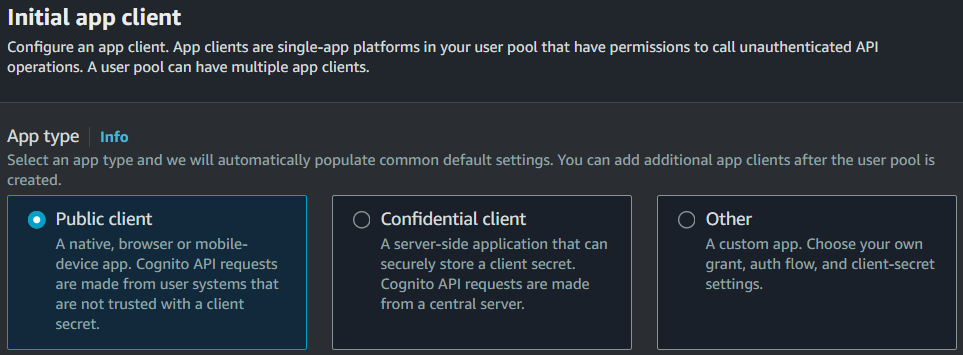 Initial app client
Configure an app client. App clients are single-app platforms in your user pool that have permissions to call unauthenticated API
operations. A user pool can have multiple app clients.
App type Info
Select an app type and we will automatically populate common default settings. You can add additional app clients after the user pool is
created.
Public client
A native, browser or mobile-
device app. Cognito API requests
are made from user systems that
are not trusted with a client
secret.
Confidential client
A server-side application that can
securely store a client secret.
Cognito API requests are made
from a central server.
Other
A custom app. Choose your own
grant, auth flow, and client-secret
settings.